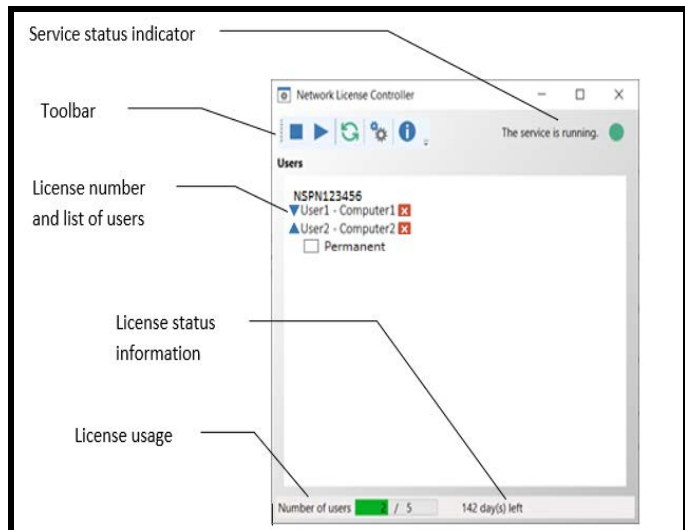 Service status indicator
Network License Controller
Toolbar
The service is running.
Users
License number
and list of users
NSPN123456
User1 - Computer1
User2 - Computer2
Permanent
License status
information
License usage
Number of users 2 / 5 142 day(s) left